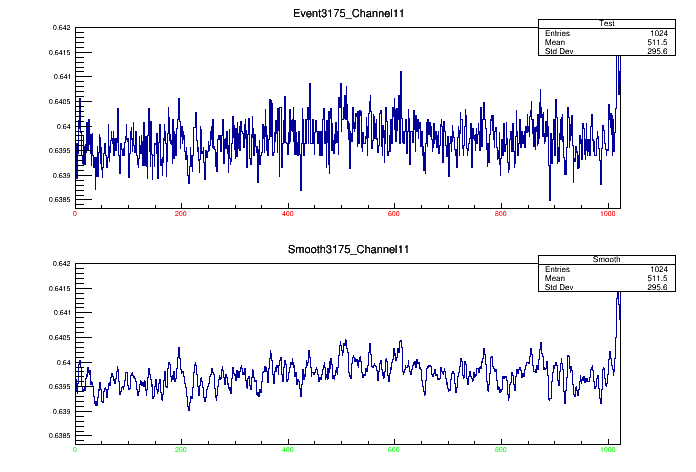 Event3175_Channel11
Test
Entries 1024
Mean 511.5
Std Dev 295.6
0.642
0.6415
0.641
0.6405
0.64
0.6395
0.639
0.6385
0 200 400 600 800 1000
Smooth3175_Channel11
Smooth
Entries 1024
Mean 511.5
Std Dev 295.6
0.642
0.6415
0.641
0.6405
0.64
0.6395
0.639
0.6385
0 200 400 600 800 1000